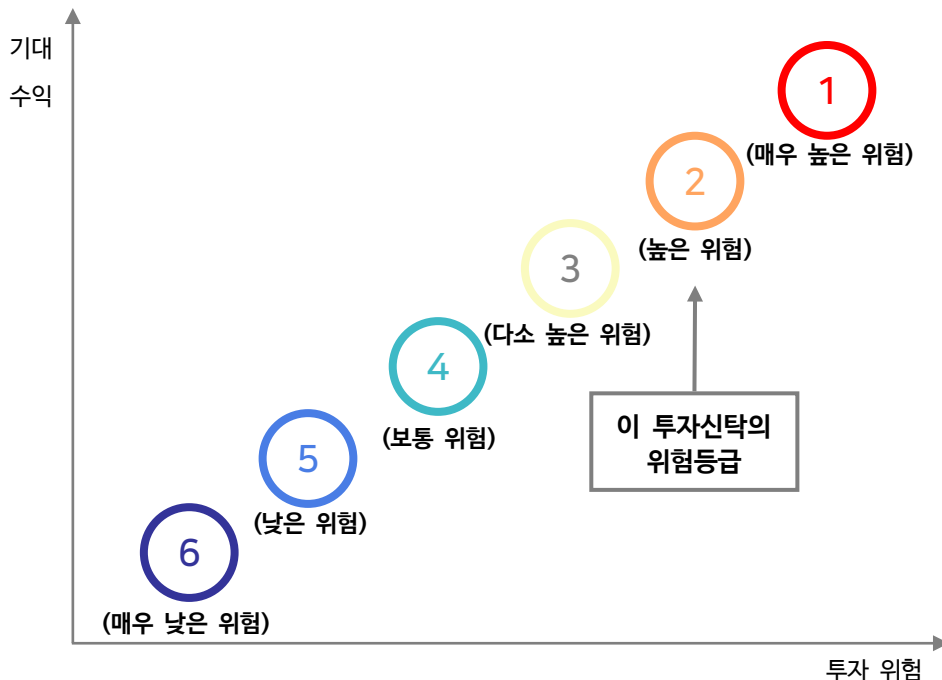 기대
수익
1
(매우 높은 위험)
2
(높은 위험)
3
(다소 높은 위험)
4
(보통 위험)
이 투자신탁의
위험등급
5
(낮은 위험)
6
(매우 낮은 위험)
투자 위험